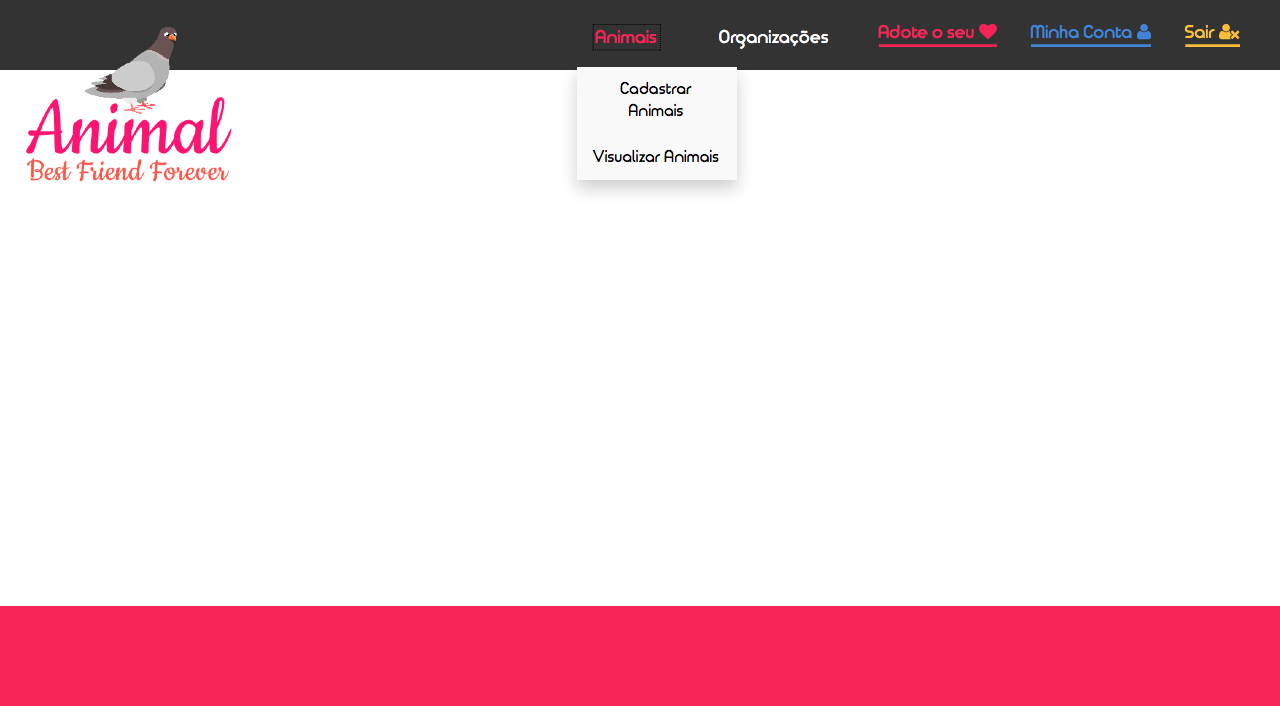 Animais
Organizações
Adote o seu
Minha Conta
Sair
Cadastrar
Animais
Visualizar Animais
Animal
Best Friend Forever